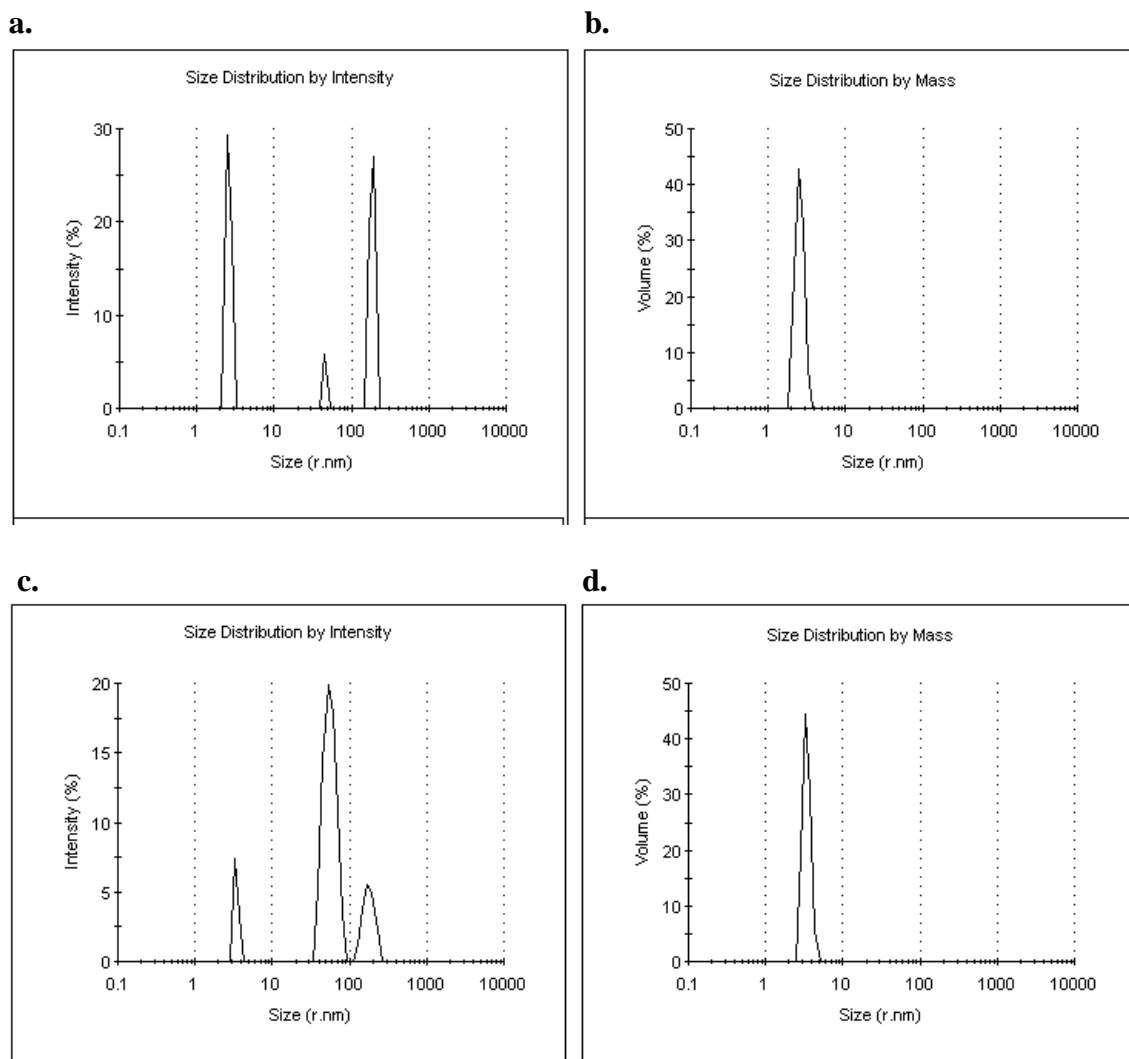 a.
Size Distribution by Intensity
30
20
10
0
Intensity (%)
0.1 1 10 100 1000 10000
Size (r.nm)
b.
Size Distribution by Mass
50
40
30
20
10
0
Volume (%)
0.1 1 10 100 1000 10000
Size (r.nm)
c.
Size Distribution by Intensity
20
15
10
5
0
Intensity (%)
0.1 1 10 100 1000 10000
Size (r.nm)
d.
Size Distribution by Mass
50
40
30
20
10
0
Volume (%)
0.1 1 10 100 1000 10000
Size (r.nm)